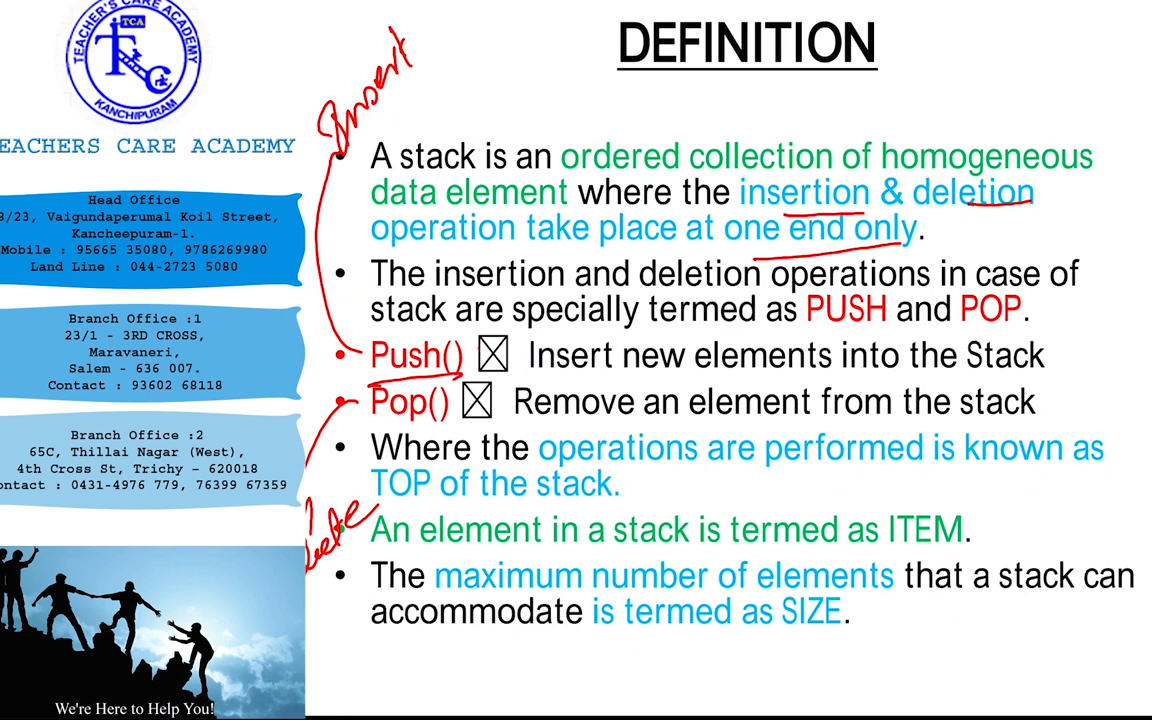 TEACHER'S CARE ACADEMY
TCA
KANCHIPURAM
EACHERS CARE ACADEMY
Head Office
/23, Vaigundaperumal Koil Street,
Kancheepuram-1.
Mobile : 95665 35080, 9786269980
Land Line : 044-2723 5080
Branch Office :1
23/1 - 3RD CROSS,
Maravaneri,
Salem - 636 007.
Contact : 93602 68118
Branch Office :2
65C, Thillai Nagar (West),
4th Cross St, Trichy – 620018
ontact : 0431-4976 779, 76399 67359
We're Here to Help You!
DEFINITION
Insert
• A stack is an ordered collection of homogeneous
data element where the insertion & deletion
operation take place at one end only.
• The insertion and deletion operations in case of
stack are specially termed as PUSH and POP.
• Push() Insert new elements into the Stack
• Pop() Remove an element from the stack
• Where the operations are performed is known as
TOP of the stack.
• An element in a stack is termed as ITEM.
• The maximum number of elements that a stack can
accommodate is termed as SIZE.